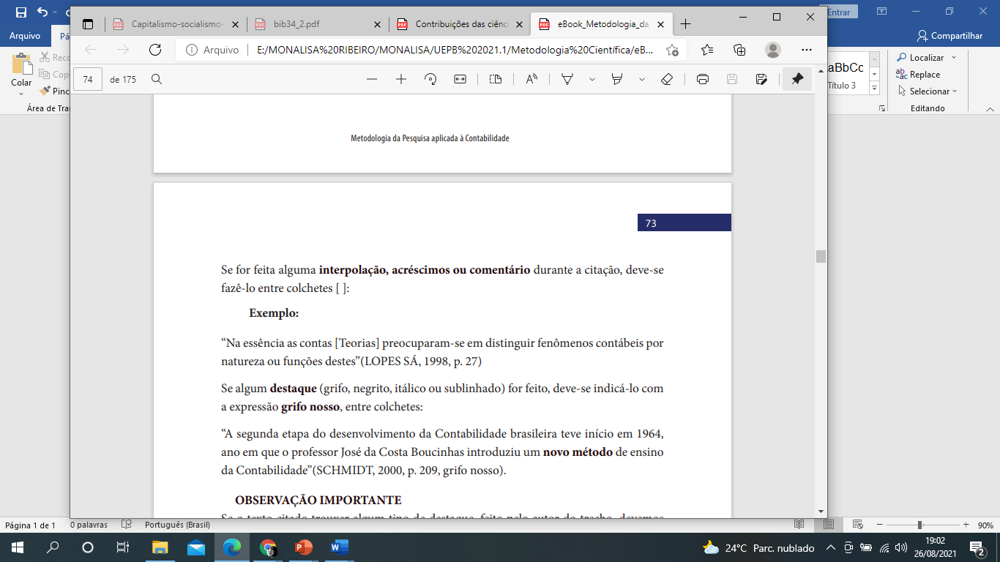 Entrar
Arquivo
Pá
Compartilhar
Capitalismo-socialismo-
bib34_2.pdf
Contribuições das ciênc
eBook_Metodologia_da_
Arquivo
E:/MONALISA%20RIBEIRO/MONALISA/UEPB%202021.1/Metodologia%20Científica/eB...
74
de 175
Colar
Reco
Copi
Pinc
Área de Tran
aBbCc
Título 3
Localizar
Replace
Selecionar
Editando
Metodologia da Pesquisa aplicada à Contabilidade
73
Se for feita alguma interpolação, acréscimos ou comentário durante a citação, deve-se
fazê-lo entre colchetes [ ]:
Exemplo:
“Na essência as contas [Teorias] preocuparam-se em distinguir fenômenos contábeis por
natureza ou funções destes”(LOPES SÁ, 1998, p. 27)
Se algum destaque (grifo, negrito, itálico ou sublinhado) for feito, deve-se indicá-lo com
a expressão grifo nosso, entre colchetes:
“A segunda etapa do desenvolvimento da Contabilidade brasileira teve início em 1964,
ano em que o professor José da Costa Boucinhas introduziu um novo método de ensino
da Contabilidade”(SCHMIDT, 2000, p. 209, grifo nosso).
OBSERVAÇÃO IMPORTANTE
Se o texto citado trouxer algum tipo de destaque, feito pelo autor do trecho, devemos
Página 1 de 1
0 palavras
Português (Brasil)
90%
24°C Parc. nublado
19:02
26/08/2021
2